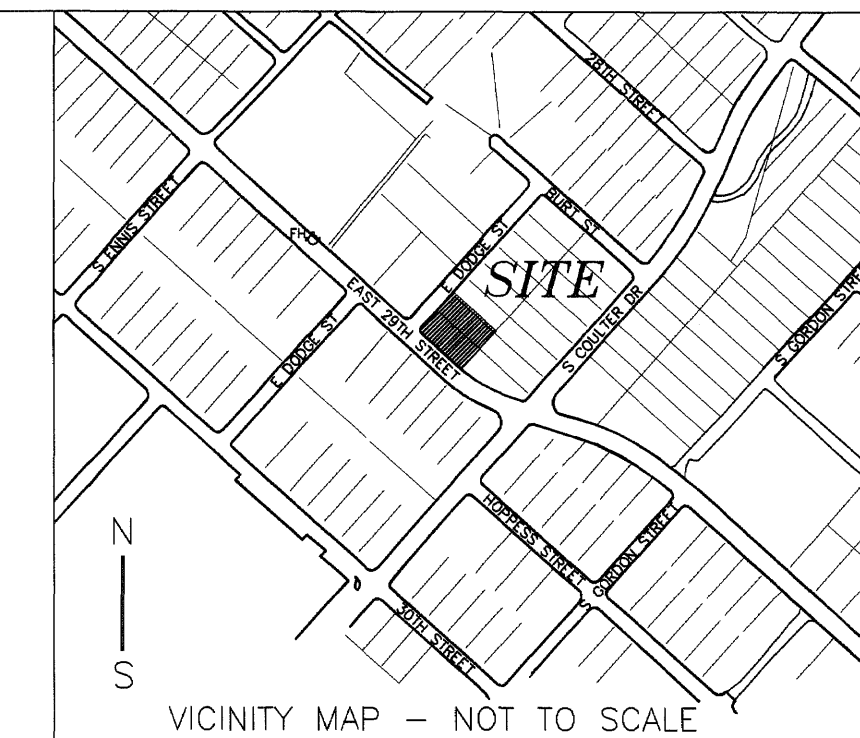 28TH STREET
S ENNIS STREET
BURT ST
FH
E DODGE ST
SITE
EAST 29TH STREET
S COULTER DR
S GORDON STRE
E DODGE ST
HOPPESS STREET
GORDON STREET
N
S
30TH STREET
VICINITY MAP - NOT TO SCALE